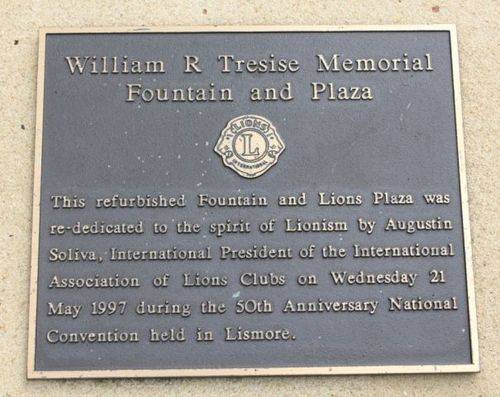 William R Tresise Memorial
Fountain and Plaza
LIONS
L
INTERNATIONAL
This refurbished Fountain and Lions Plaza was
re-dedicated to the spirit of Lionism by Augustin
Soliva, International President of the International
Association of Lions Clubs on Wednesday 21
May 1997 during the 50th Anniversary National
Convention held in Lismore.